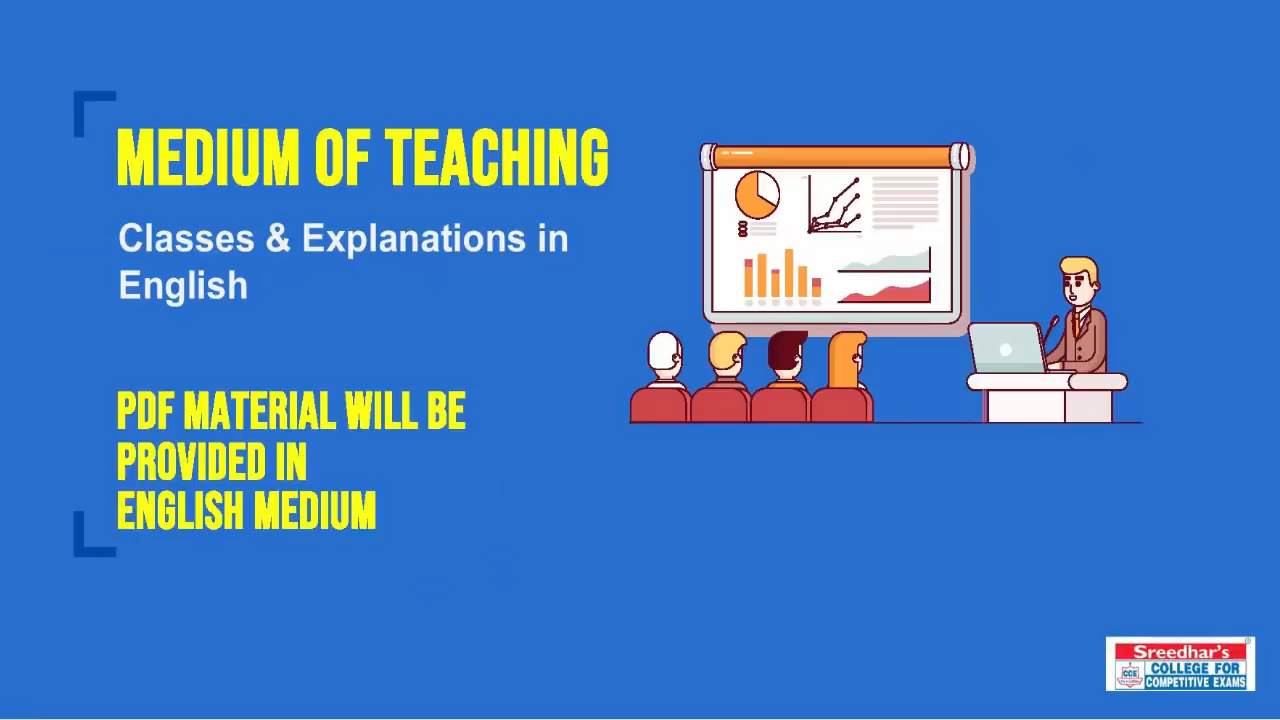 MEDIUM OF TEACHING
Classes & Explanations in
English
PDF MATERIAL WILL BE
PROVIDED IN
ENGLISH MEDIUM
Sreedhar's
CCE
COLLEGE FOR
COMPETITIVE EXAMS